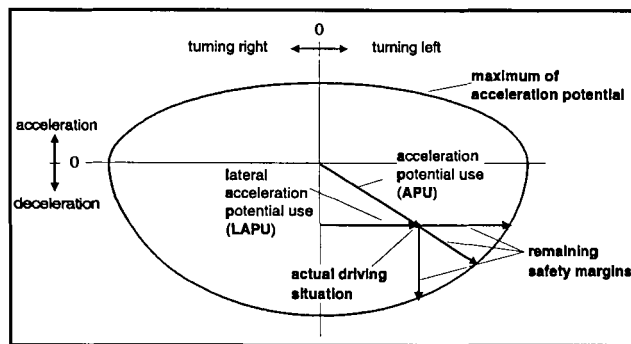 0
turning right
turning left
maximum of
acceleration potential
acceleration
0
deceleration
lateral
acceleration
potential use
(LAPU)
acceleration
potential use
(APU)
actual driving
situation
remaining
safety margins